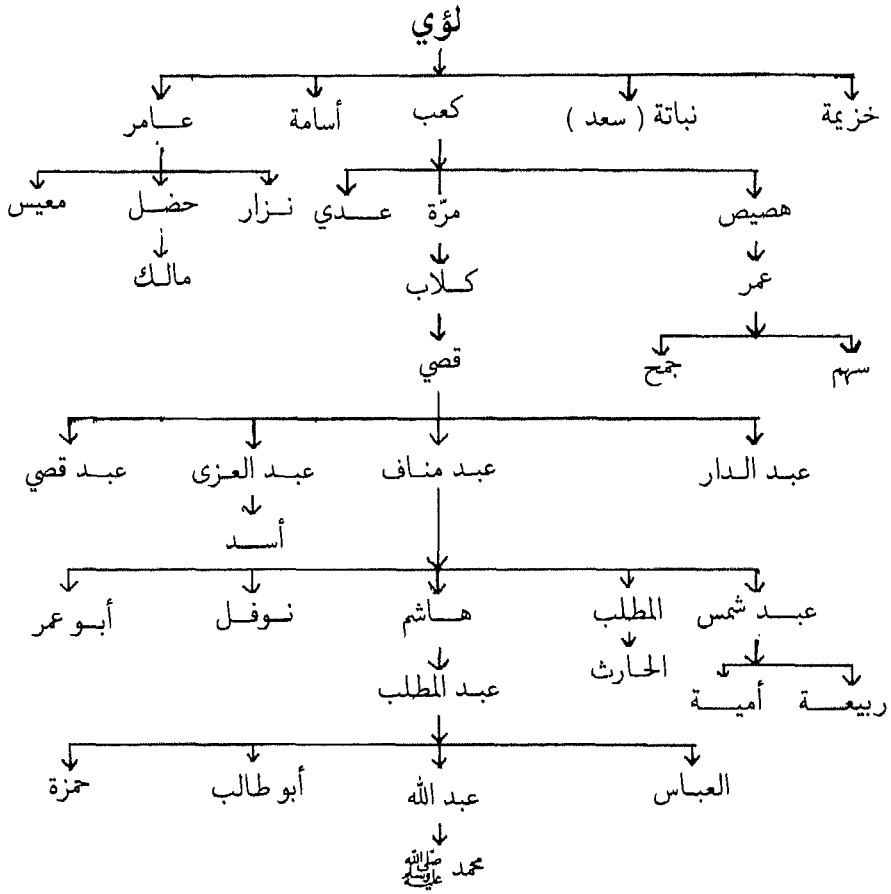 لؤي
خزيمة نباتة ( سعد ) كعب أسامة عامر
هصيص مرّة عدي نزار حضل معيس
عمر كلاب مالك
سهم جمح قصي
عبد الدار عبد مناف عبد العزى عبد قصي
أسد
عبد شمس المطلب هاشم نوفل أبو عمر
ربيعة أمية الحارث عبد المطلب
العباس عبد الله أبو طالب حمزة
محمد ﷺ